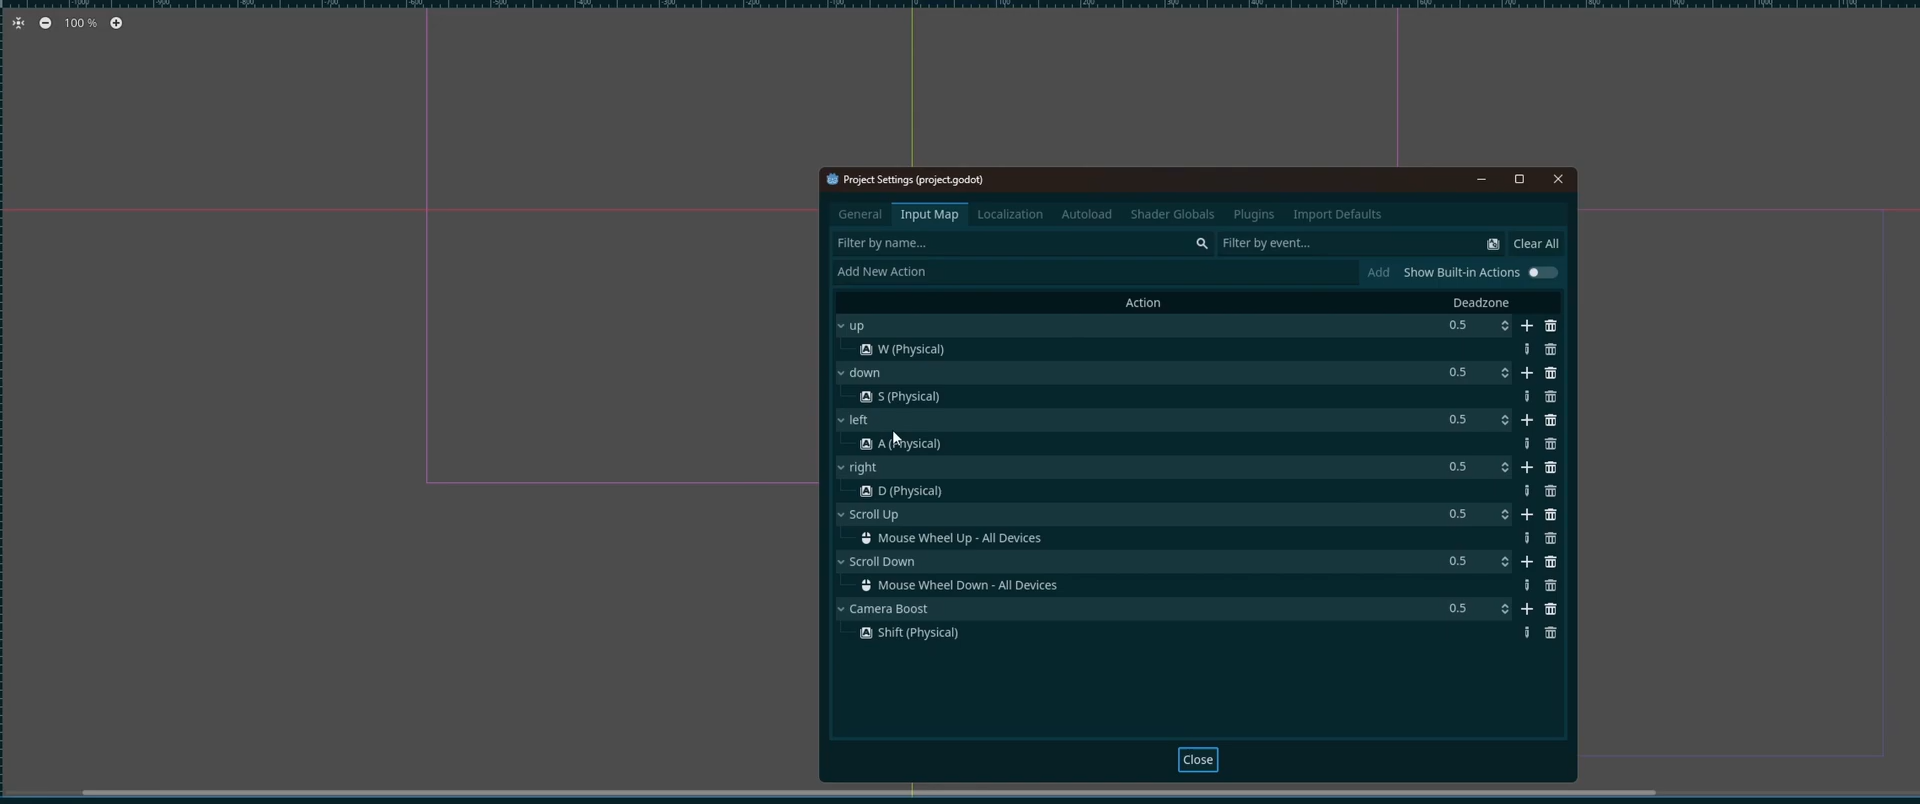 100 %
Project Settings (project.godot)
General Input Map Localization Autoload Shader Globals Plugins Import Defaults
Filter by name... Filter by event... Clear All
Add New Action Add Show Built-in Actions
Action Deadzone
up 0.5
W (Physical)
down 0.5
S (Physical)
left 0.5
A (Physical)
right 0.5
D (Physical)
Scroll Up 0.5
Mouse Wheel Up - All Devices
Scroll Down 0.5
Mouse Wheel Down - All Devices
Camera Boost 0.5
Shift (Physical)
Close